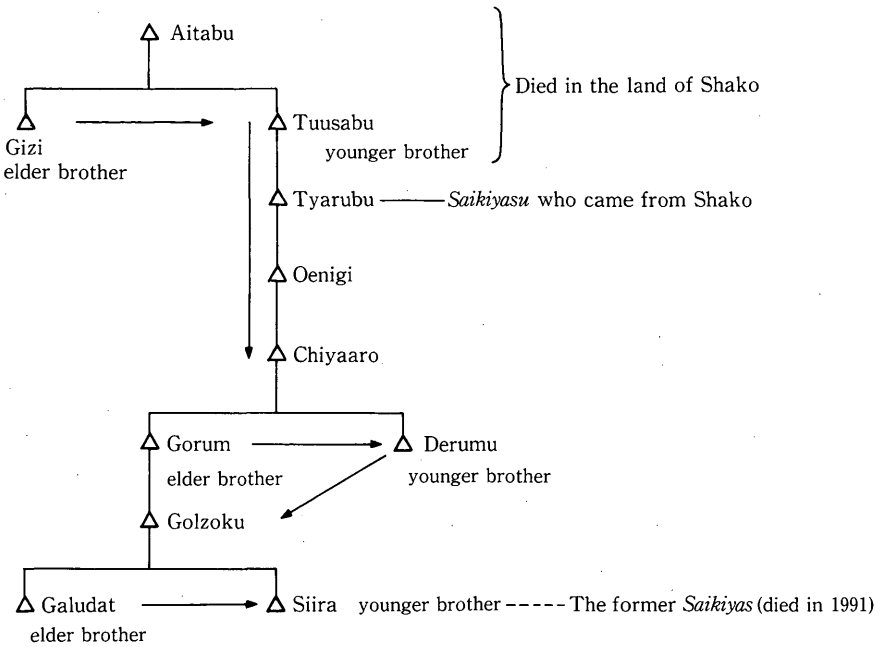 Aitabu
Died in the land of Shako
Gizi
elder brother
Tuusabu
younger brother
Tyarubu
Saikiyasu who came from Shako
Oenigi
Chiyaaro
Gorum
elder brother
Derumu
younger brother
Golzoku
Galudat
elder brother
Siira younger brother ----- The former Saikiyas (died in 1991)